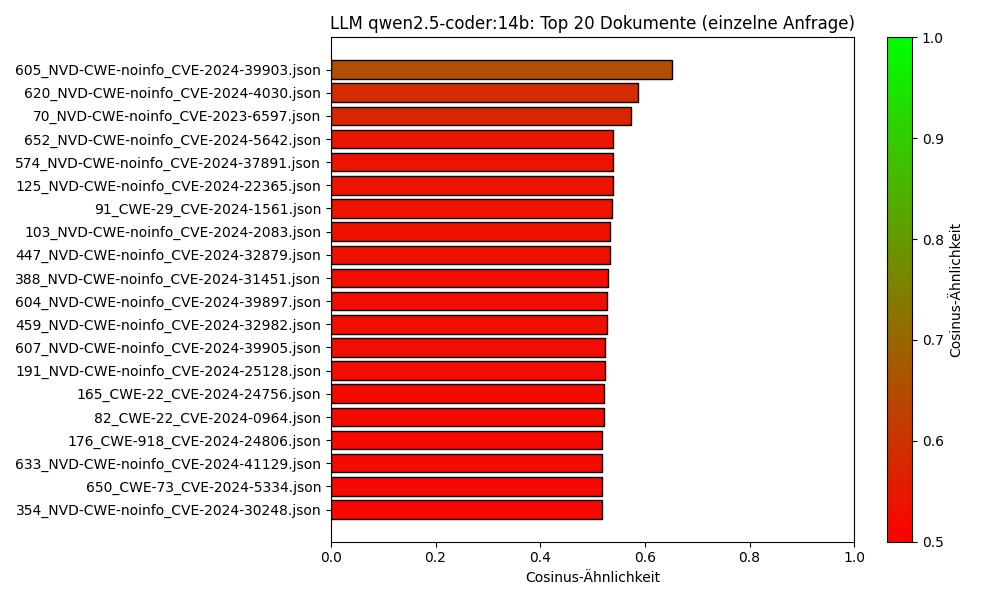 LLM qwen2.5-coder:14b: Top 20 Dokumente (einzelne Anfrage)
605_NVD-CWE-noinfo_CVE-2024-39903.json
620_NVD-CWE-noinfo_CVE-2024-4030.json
70_NVD-CWE-noinfo_CVE-2023-6597.json
652_NVD-CWE-noinfo_CVE-2024-5642.json
574_NVD-CWE-noinfo_CVE-2024-37891.json
125_NVD-CWE-noinfo_CVE-2024-22365.json
91_CWE-29_CVE-2024-1561.json
103_NVD-CWE-noinfo_CVE-2024-2083.json
447_NVD-CWE-noinfo_CVE-2024-32879.json
388_NVD-CWE-noinfo_CVE-2024-31451.json
604_NVD-CWE-noinfo_CVE-2024-39897.json
459_NVD-CWE-noinfo_CVE-2024-32982.json
607_NVD-CWE-noinfo_CVE-2024-39905.json
191_NVD-CWE-noinfo_CVE-2024-25128.json
165_CWE-22_CVE-2024-24756.json
82_CWE-22_CVE-2024-0964.json
176_CWE-918_CVE-2024-24806.json
633_NVD-CWE-noinfo_CVE-2024-41129.json
650_CWE-73_CVE-2024-5334.json
354_NVD-CWE-noinfo_CVE-2024-30248.json
0.0 0.2 0.4 0.6 0.8 1.0
Cosinus-Ähnlichkeit
1.0
0.9
0.8
0.7
0.6
0.5
Cosinus-Ähnlichkeit